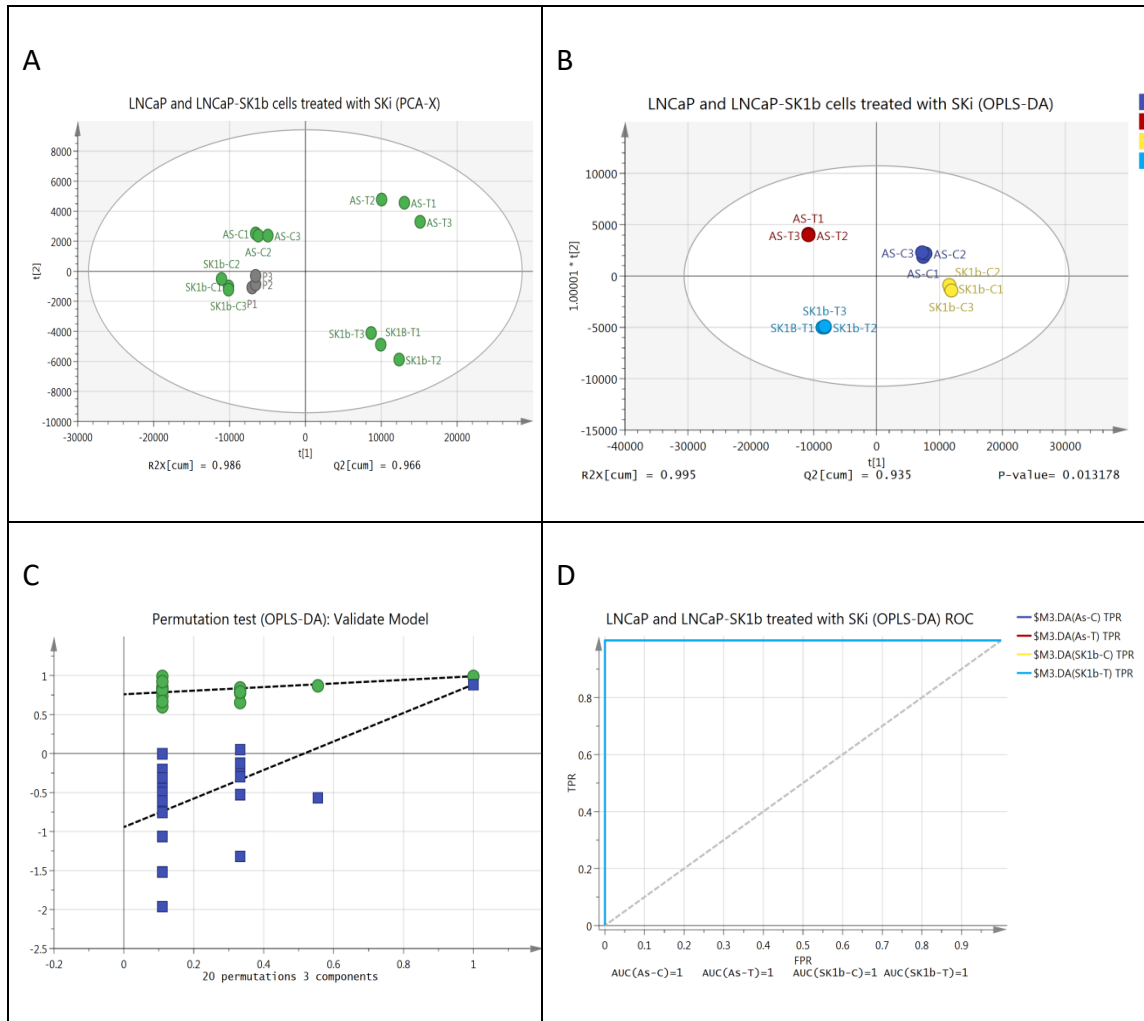 A
LNCaP and LNCaP-SK1b cells treated with SKi (PCA-X)
8000
6000
4000
2000
0
-2000
-4000
-6000
-8000
-10000
t[2]
AS-T2
AS-T1
AS-T3
AS-C1
AS-C3
AS-C2
SK1b-C2
SK1b-C1
SK1b-C3
P3
P2
P1
SK1b-T3
SK1B-T1
SK1b-T2
-30000 -20000 -10000 0 10000 20000
t[1]
R2X[cum] = 0.986 Q2[cum] = 0.966
B
LNCaP and LNCaP-SK1b cells treated with SKi (OPLS-DA)
10000
5000
0
-5000
-10000
-15000
1.00001 * t[2]
AS-T1
AS-T3
AS-T2
AS-C3
AS-C2
AS-C1
SK1b-C2
SK1b-C1
SK1b-C3
SK1b-T3
SK1B-T1
SK1b-T2
-40000 -30000 -20000 -10000 0 10000 20000 30000
t[1]
R2X[cum] = 0.995 Q2[cum] = 0.935 P-value= 0.013178
C
Permutation test (OPLS-DA): Validate Model
1
0.5
0
-0.5
-1
-1.5
-2
-2.5
-0.2 0 0.2 0.4 0.6 0.8 1
20 permutations 3 components
D
LNCaP and LNCaP-SK1b treated with SKi (OPLS-DA) ROC
$M3.DA(As-C) TPR
$M3.DA(As-T) TPR
$M3.DA(SK1b-C) TPR
$M3.DA(SK1b-T) TPR
0.8
0.6
0.4
0.2
0
TPR
0 0.1 0.2 0.3 0.4 0.5 0.6 0.7 0.8 0.9
FPR
AUC(As-C)=1 AUC(As-T)=1 AUC(SK1b-C)=1 AUC(SK1b-T)=1